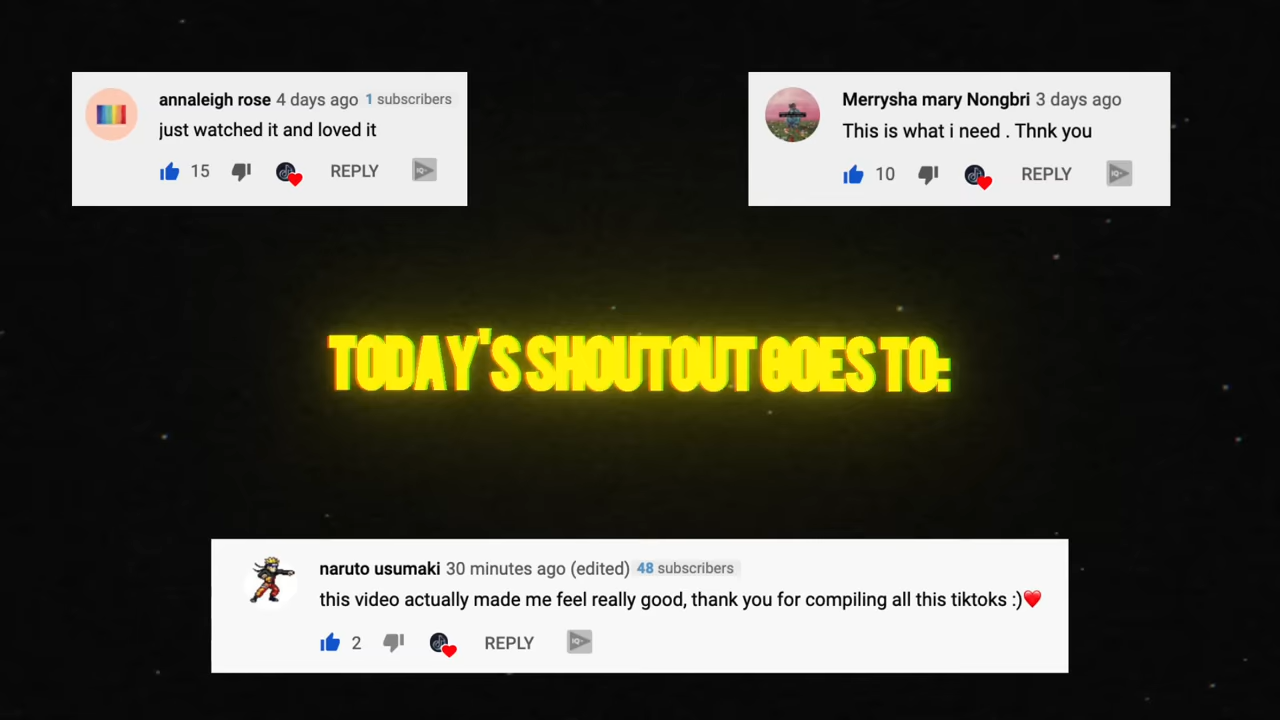 annaleigh rose 4 days ago 1 subscribers
just watched it and loved it
15 REPLY IQ
Merrysha mary Nongbri 3 days ago
This is what i need . Thnk you
10 REPLY IQ
TODAY'S SHOUTOUT GOES TO:
naruto usumaki 30 minutes ago (edited) 48 subscribers
this video actually made me feel really good, thank you for compiling all this tiktoks :)❤️
2 REPLY IQ